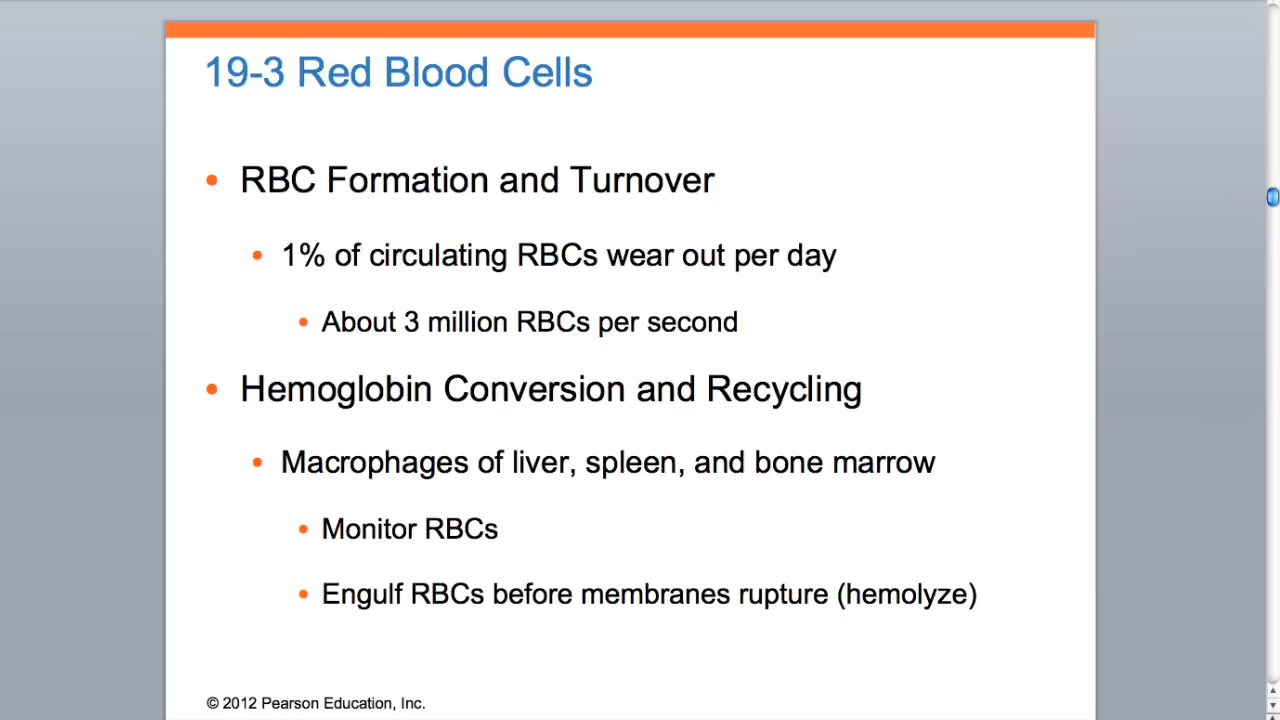 19-3 Red Blood Cells
• RBC Formation and Turnover
• 1% of circulating RBCs wear out per day
• About 3 million RBCs per second
• Hemoglobin Conversion and Recycling
• Macrophages of liver, spleen, and bone marrow
• Monitor RBCs
• Engulf RBCs before membranes rupture (hemolyze)
© 2012 Pearson Education, Inc.